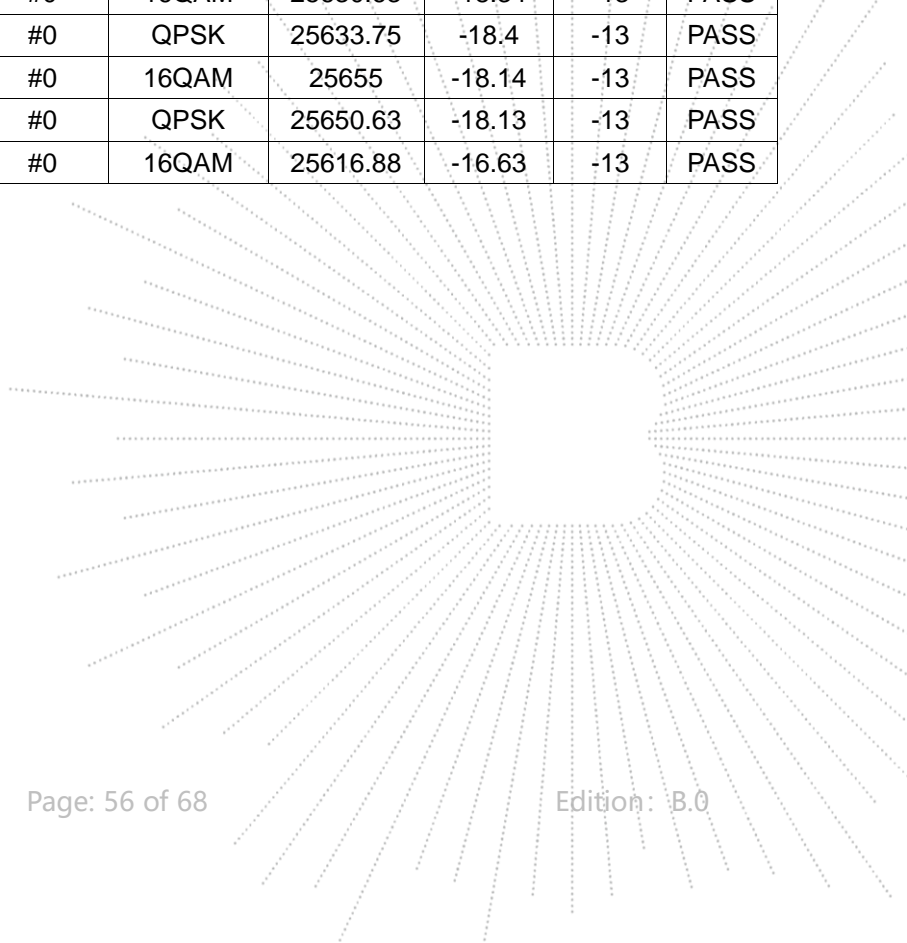 #0 QPSK 25633.75 -18.4 -13 PASS
#0 16QAM 25655 -18.14 -13 PASS
#0 QPSK 25650.63 -18.13 -13 PASS
#0 16QAM 25616.88 -16.63 -13 PASS
Page: 56 of 68 Edition: B.0